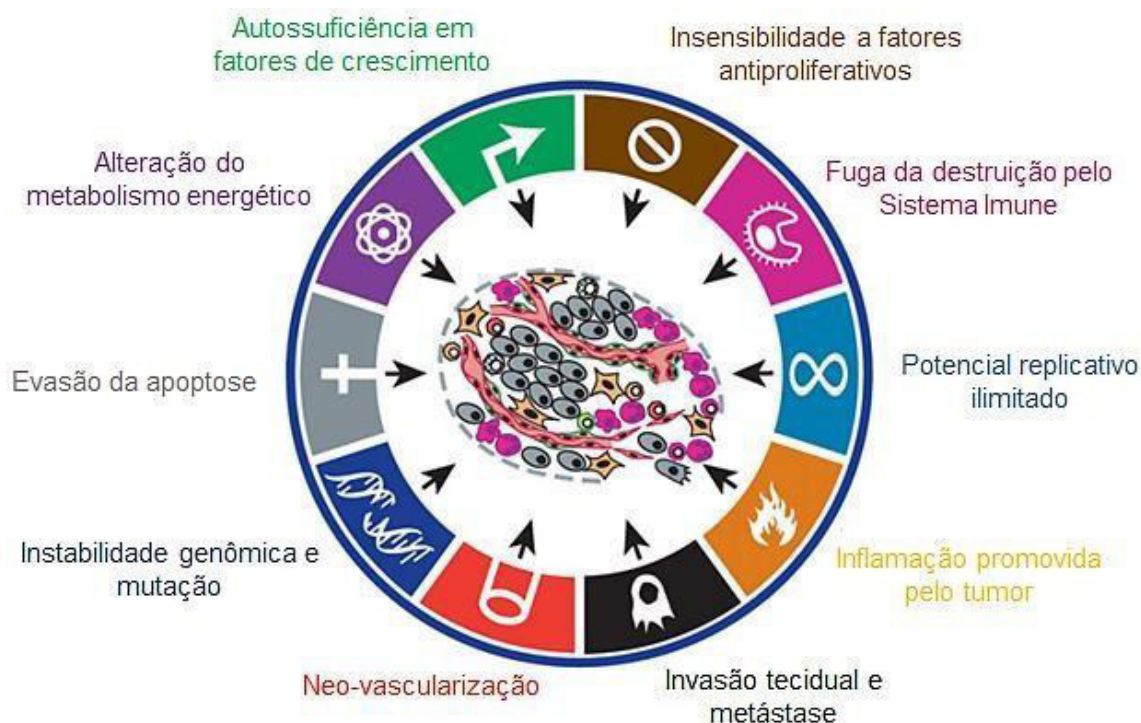 Autossuficiência em
fatores de crescimento
Insensibilidade a fatores
antiproliferativos
Alteração do
metabolismo energético
Fuga da destruição pelo
Sistema Imune
Evasão da apoptose
Potencial replicativo
ilimitado
Instabilidade genômica e
mutação
Inflamação promovida
pelo tumor
Neo-vascularização
Invasão tecidual e
metástase